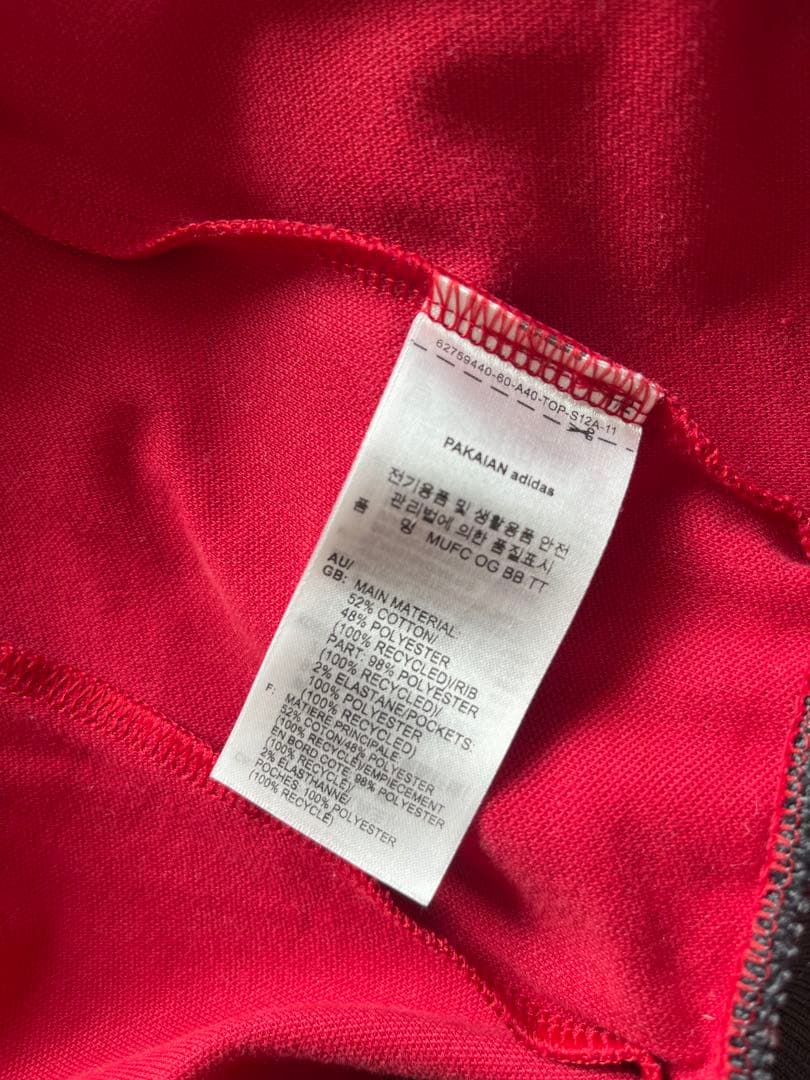 62759440-60-A40-TOP-S12A-11
PAKAIAN adidas
전기용품 및 생활용품 안전
관리법에 의한 품질표시
품 명 MUFC OG BB TT
AU/
GB: MAIN MATERIAL:
52% COTTON/
48% POLYESTER
(100% RECYCLED)/RIB
PART: 98% POLYESTER
(100% RECYCLED)/
2% ELASTANE/POCKETS:
100% POLYESTER
(100% RECYCLED)
F: MATIERE PRINCIPALE:
52% COTON/48% POLYESTER
(100% RECYCLE)/EMPIECEMENT
EN BORD COTE: 98% POLYESTER
(100% RECYCLE)/
2% ELASTHANNE/
POCHES: 100% POLYESTER
(100% RECYCLE)